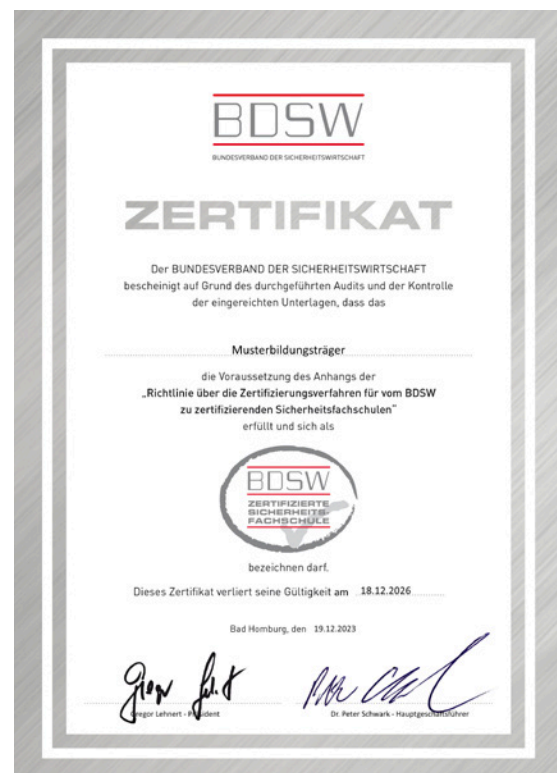 BDSW
BUNDESVERBAND DER SICHERHEITSWIRTSCHAFT
ZERTIFIKAT
Der BUNDESVERBAND DER SICHERHEITSWIRTSCHAFT
bescheinigt auf Grund des durchgeführten Audits und der Kontrolle
der eingereichten Unterlagen, dass das
Musterbildungsträger
die Voraussetzung des Anhangs der
„Richtlinie über die Zertifizierungsverfahren für vom BDSW
zu zertifizierenden Sicherheitsfachschulen"
erfüllt und sich als
BDSW
ZERTIFIZIERTE
SICHERHEITS-
FACHSCHULE
bezeichnen darf.
Dieses Zertifikat verliert seine Gültigkeit am 18.12.2026
Bad Homburg, den 19.12.2023
Gregor Lehnert - Präsident
Dr. Peter Schwark - Hauptgeschäftsführer